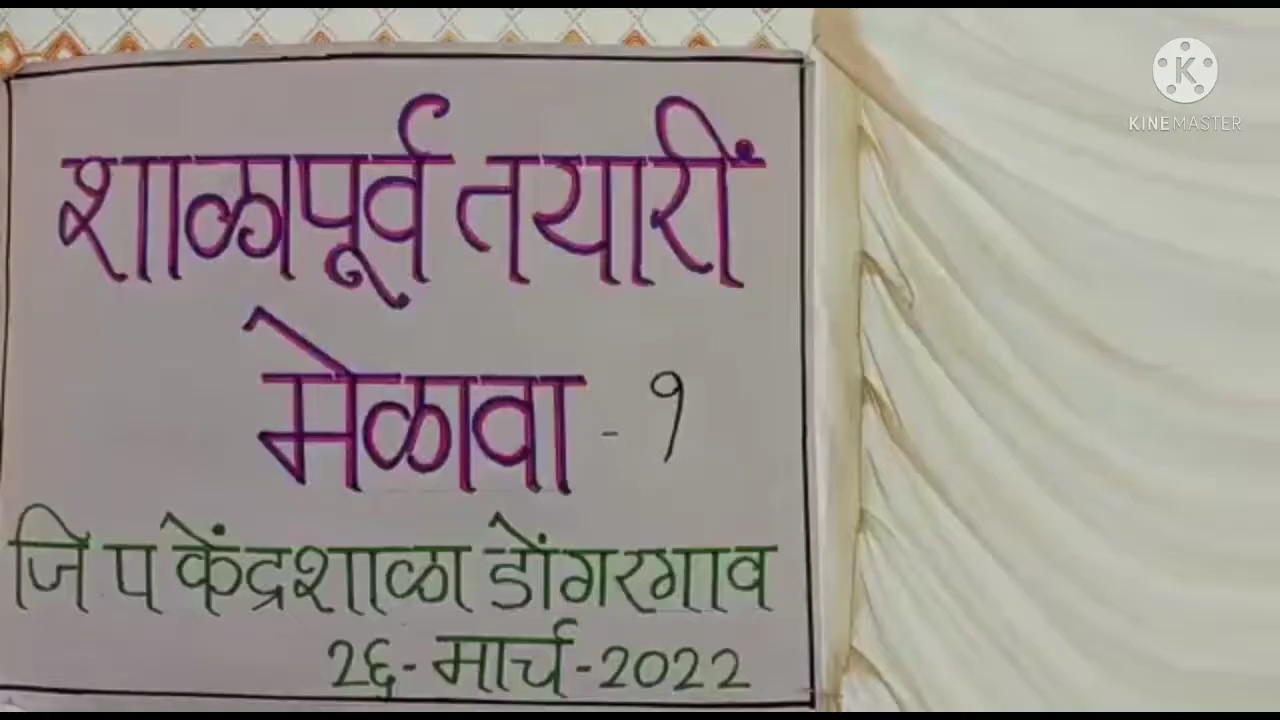 शाळापूर्व तयारीं
मेळावा - १
जि प केंद्रशाळा डोंगरगाव
२६-मार्च-2022
KINEMASTER